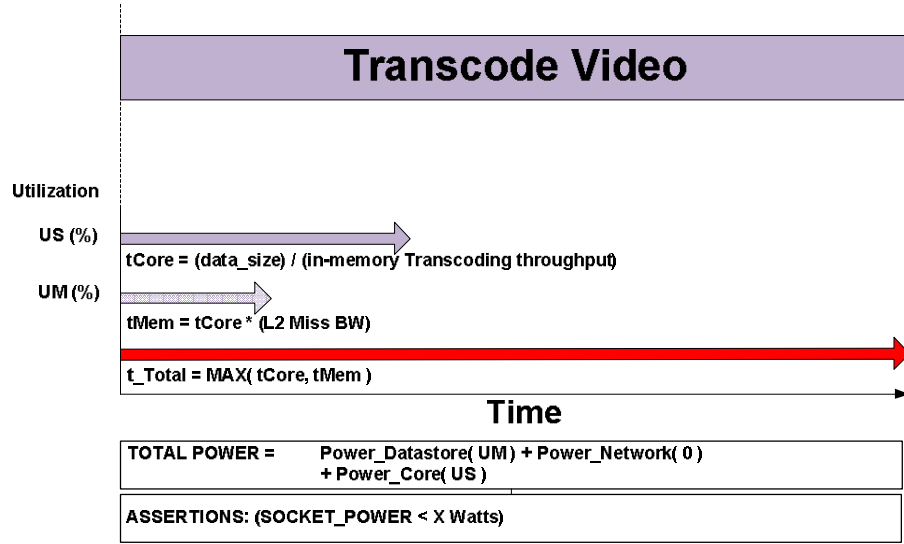 Transcode Video
Utilization
US (%)
tCore = (data_size) / (in-memory Transcoding throughput)
UM (%)
tMem = tCore * (L2 Miss BW)
t_Total = MAX( tCore, tMem )
Time
TOTAL POWER = Power_Datastore( UM ) + Power_Network( 0 )
+ Power_Core( US )
ASSERTIONS: (SOCKET_POWER < X Watts)